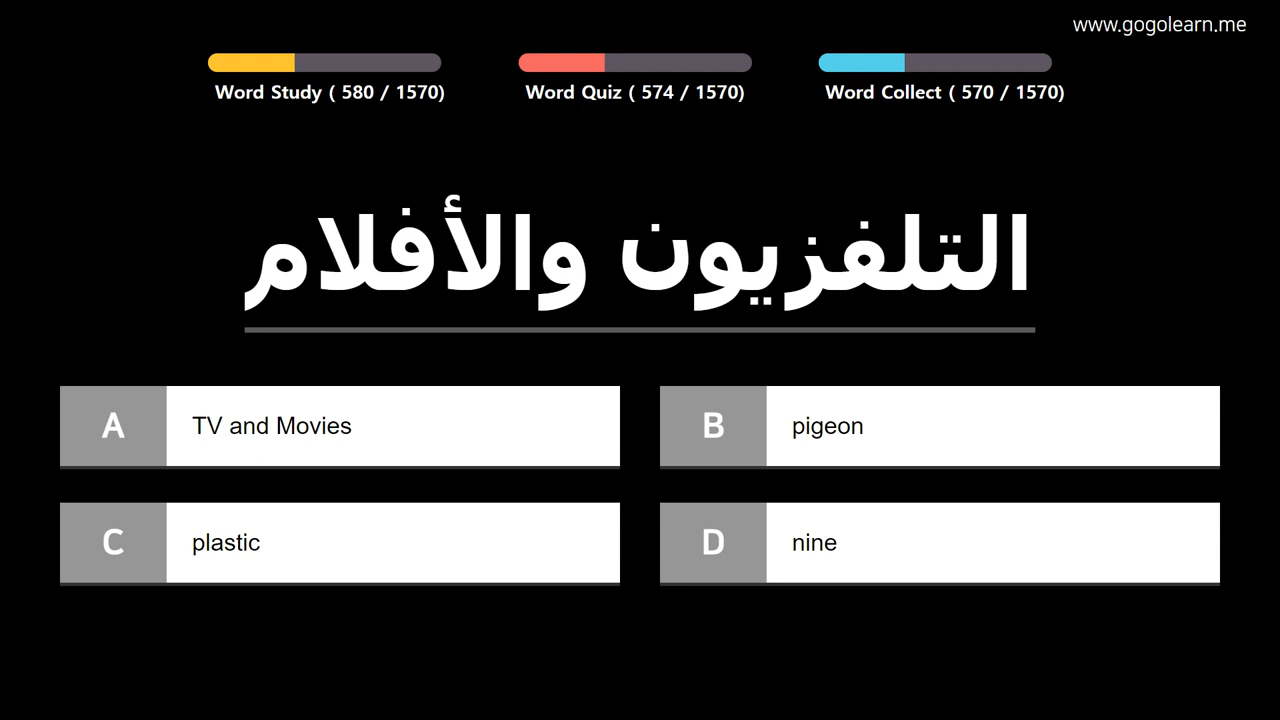 www.gogolearn.me
Word Study ( 580 / 1570)
Word Quiz ( 574 / 1570)
Word Collect ( 570 / 1570)
التلفزيون والأفلام
A TV and Movies
B pigeon
C plastic
D nine